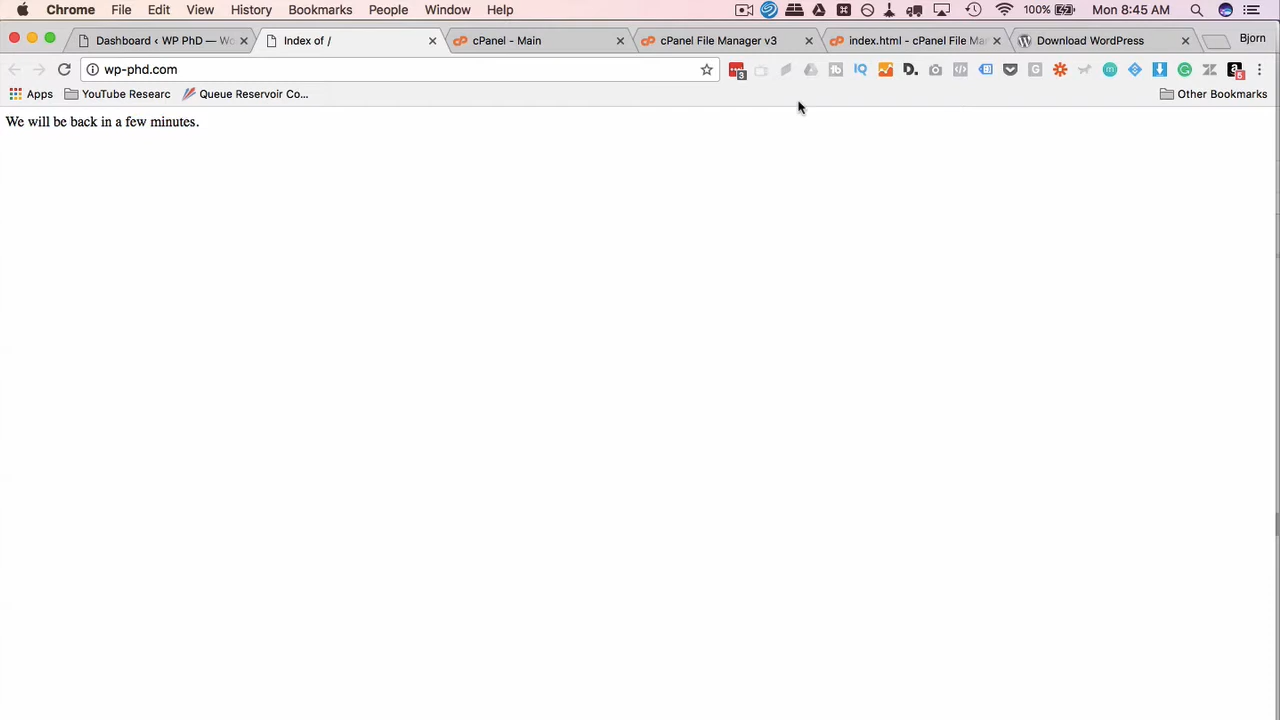 Chrome File Edit View History Bookmarks People Window Help 100% Mon 8:45 AM
Dashboard ‹ WP PhD — Wo Index of / cPanel - Main cPanel File Manager v3 index.html - cPanel File Man Download WordPress Bjorn
wp-phd.com
Apps YouTube Researc Queue Reservoir Co... Other Bookmarks
We will be back in a few minutes.